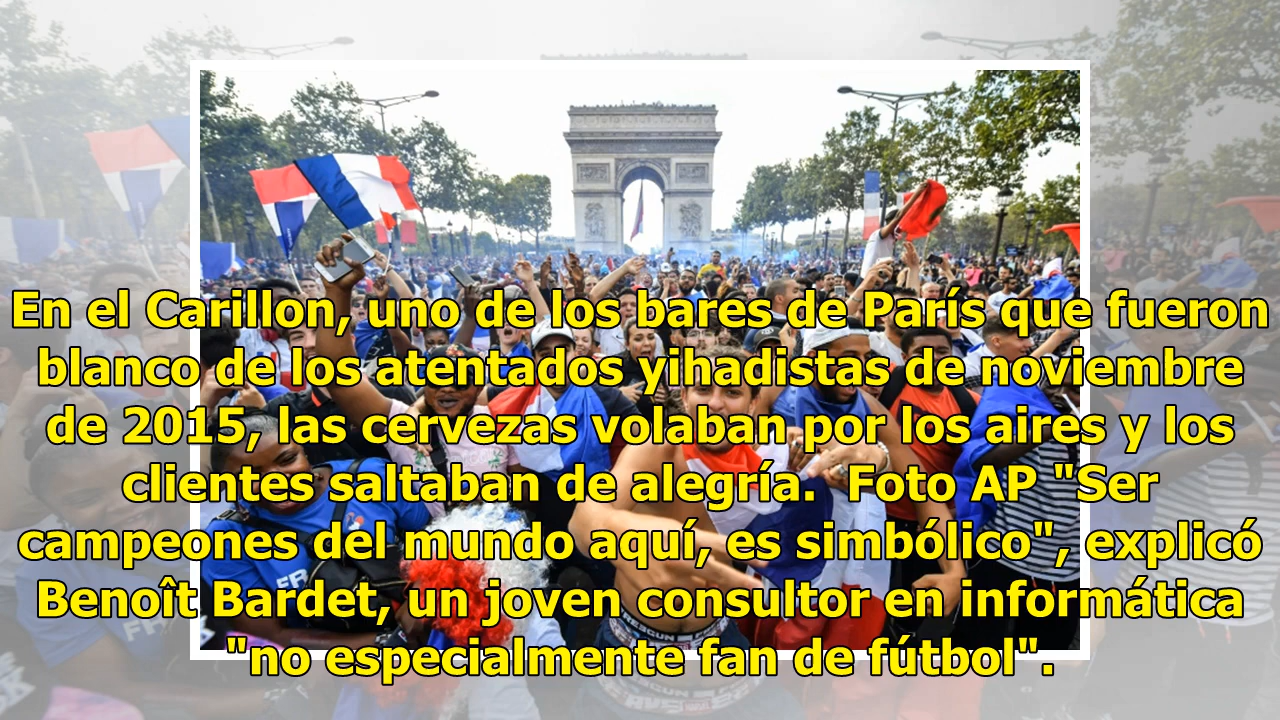 En el Carillon, uno de los bares de París que fueron
blanco de los atentados yihadistas de noviembre
de 2015, las cervezas volaban por los aires y los
clientes saltaban de alegría.  Foto AP "Ser
campeones del mundo aquí, es simbólico", explicó
Benoît Bardet, un joven consultor en informática
"no especialmente fan de fútbol".